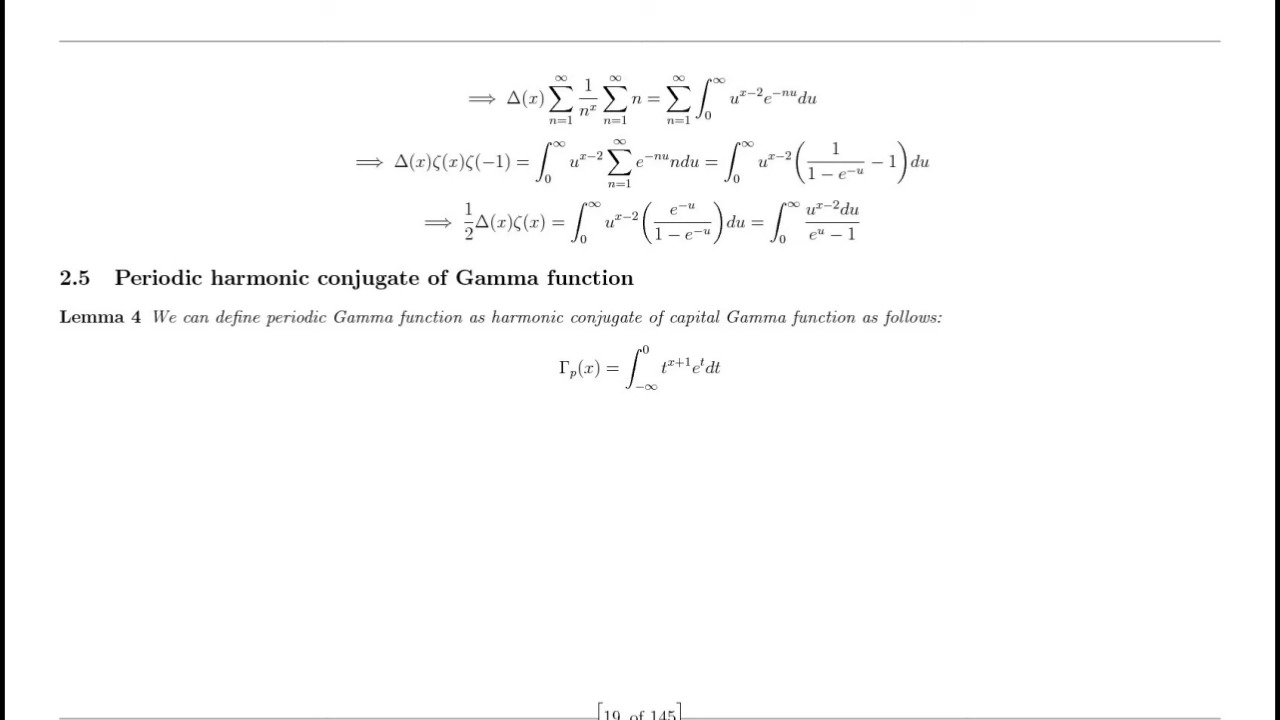 ⟹ Δ(x) ∑_{n=1}^{∞} 1/n^x ∑_{n=1}^{∞} n = ∑_{n=1}^{∞} ∫_0^∞ u^{x−2} e^{−nu} du
⟹ Δ(x)ζ(x)ζ(−1) = ∫_0^∞ u^{x−2} ∑_{n=1}^{∞} e^{−nu} ndu = ∫_0^∞ u^{x−2} (1/(1 − e^{−u}) − 1) du
⟹ 1/2 Δ(x)ζ(x) = ∫_0^∞ u^{x−2} (e^{−u}/(1 − e^{−u})) du = ∫_0^∞ u^{x−2}du/(e^u − 1)
2.5 Periodic harmonic conjugate of Gamma function
Lemma 4 We can define periodic Gamma function as harmonic conjugate of capital Gamma function as follows:
Γ_p(x) = ∫_{−∞}^0 t^{x+1} e^t dt
⌈19 of 145⌉